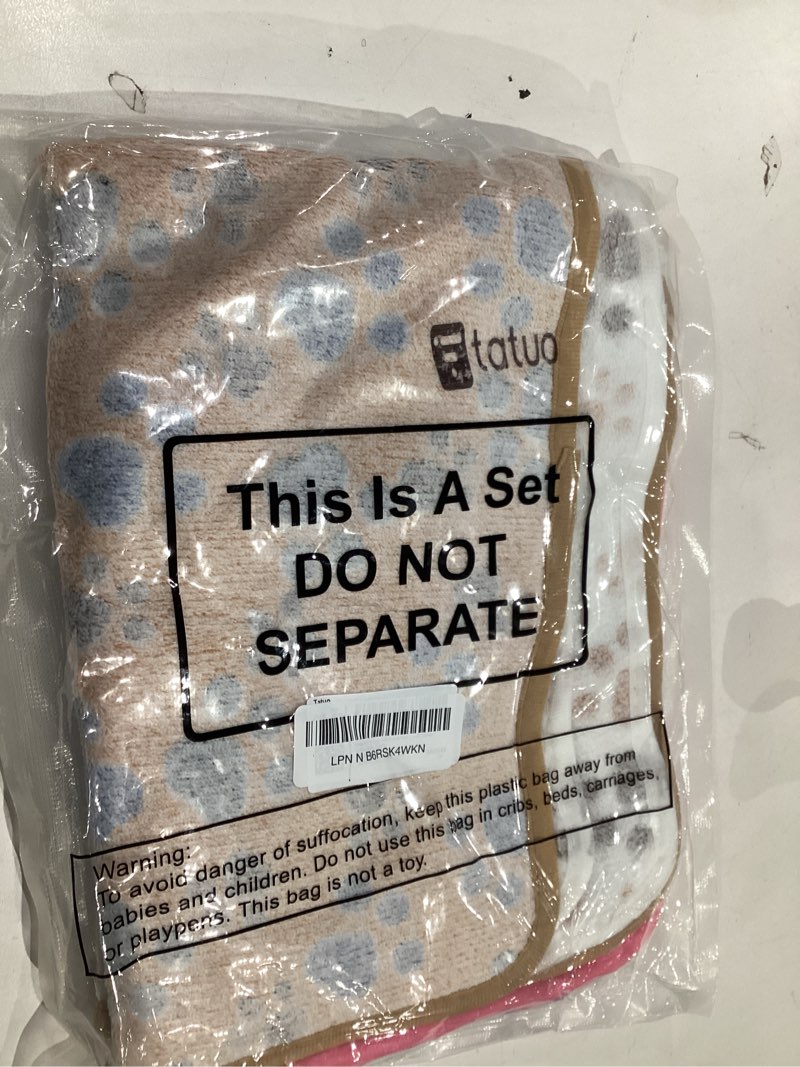 tatuo
This Is A Set
DO NOT
SEPARATE
Tatuo
LPN N B6RSK4WKN
Warning:
To avoid danger of suffocation, keep this plastic bag away from
babies and children. Do not use this bag in cribs, beds, carriages,
or playpens. This bag is not a toy.